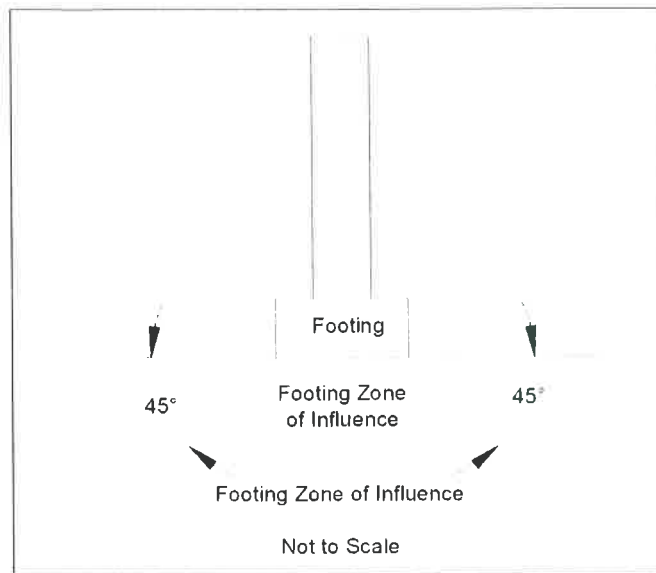 Footing
45°
Footing Zone
of Influence
45°
Footing Zone of Influence
Not to Scale